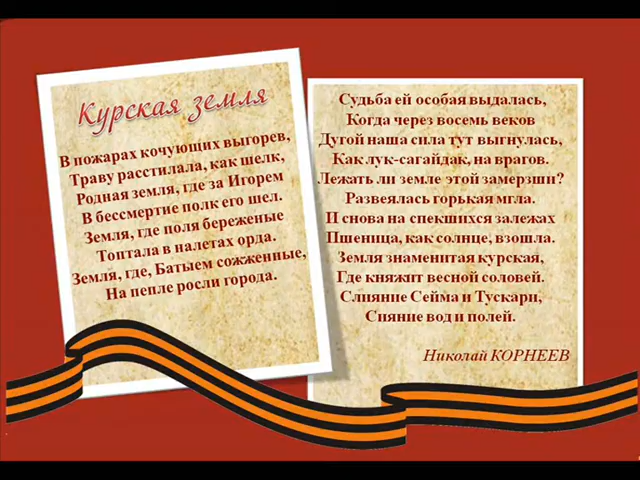 Курская земля
В пожарах кочующих выгорев,
Траву расстилала, как шелк,
Родная земля, где за Игорем
В бессмертие полк его шел.
Земля, где поля береженые
Топтала в налетах орда.
Земля, где, Батыем сожженные,
На пепле росли города.
Судьба ей особая выдалась,
Когда через восемь веков
Дугой наша сила тут выгнулась,
Как лук-сагайдак, на врагов.
Лежать ли земле этой замерзши?
Развеялась горькая мгла.
И снова на спекшихся залежах
Пшеница, как солнце, взошла.
Земля знаменитая курская,
Где княжит весной соловей.
Слияние Сейма и Тускари,
Сияние вод и полей.
Николай КОРНЕЕВ